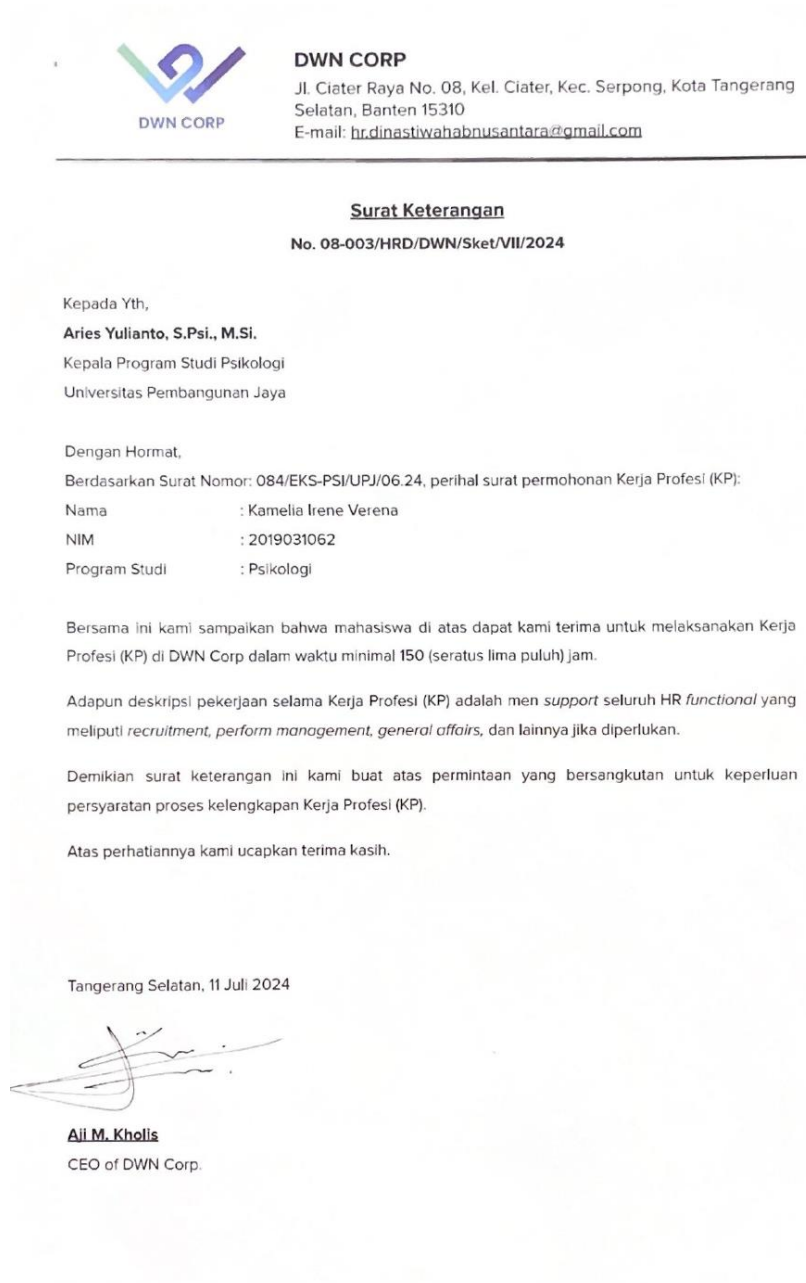 DWN CORP
DWN CORP
Jl. Ciater Raya No. 08, Kel. Ciater, Kec. Serpong, Kota Tangerang
Selatan, Banten 15310
E-mail: hr.dinastiwahabnusantara@gmail.com
Surat Keterangan
No. 08-003/HRD/DWN/Sket/VII/2024
Kepada Yth,
Aries Yulianto, S.Psi., M.Si.
Kepala Program Studi Psikologi
Universitas Pembangunan Jaya
Dengan Hormat,
Berdasarkan Surat Nomor: 084/EKS-PSI/UPJ/06.24, perihal surat permohonan Kerja Profesi (KP):
Nama : Kamelia Irene Verena
NIM : 2019031062
Program Studi : Psikologi
Bersama ini kami sampaikan bahwa mahasiswa di atas dapat kami terima untuk melaksanakan Kerja
Profesi (KP) di DWN Corp dalam waktu minimal 150 (seratus lima puluh) jam.
Adapun deskripsi pekerjaan selama Kerja Profesi (KP) adalah men support seluruh HR functional yang
meliputi recruitment, perform management, general affairs, dan lainnya jika diperlukan.
Demikian surat keterangan ini kami buat atas permintaan yang bersangkutan untuk keperluan
persyaratan proses kelengkapan Kerja Profesi (KP).
Atas perhatiannya kami ucapkan terima kasih.
Tangerang Selatan, 11 Juli 2024
Aji M. Kholis
CEO of DWN Corp.